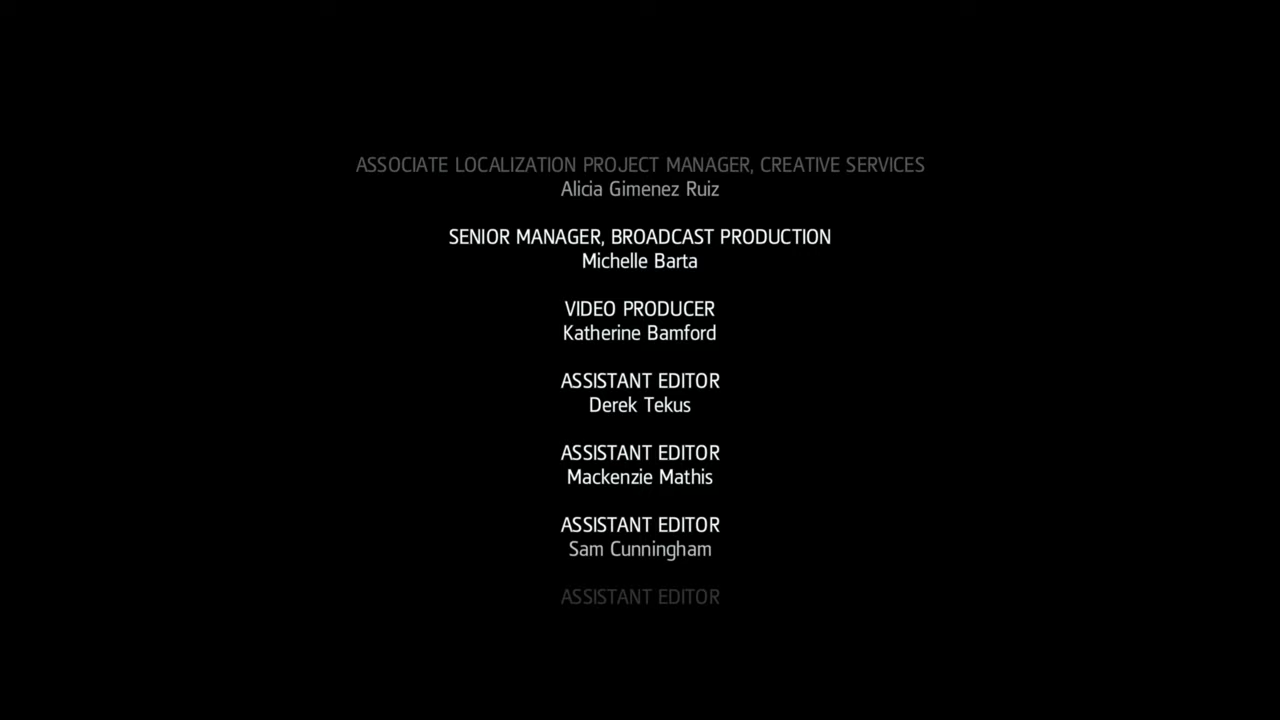 ASSOCIATE LOCALIZATION PROJECT MANAGER, CREATIVE SERVICES
Alicia Gimenez Ruiz
SENIOR MANAGER, BROADCAST PRODUCTION
Michelle Barta
VIDEO PRODUCER
Katherine Bamford
ASSISTANT EDITOR
Derek Tekus
ASSISTANT EDITOR
Mackenzie Mathis
ASSISTANT EDITOR
Sam Cunningham
ASSISTANT EDITOR